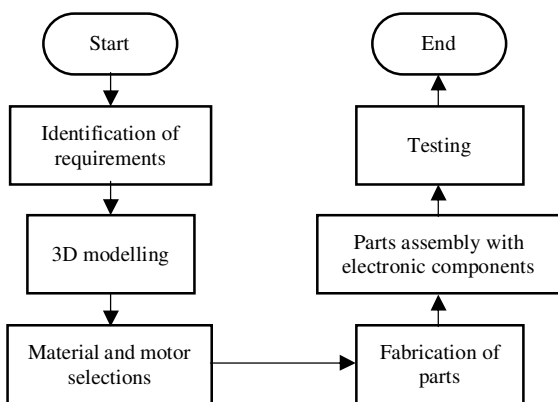 Start
Identification of
requirements
3D modelling
Material and motor
selections
Fabrication of
parts
Parts assembly with
electronic components
Testing
End